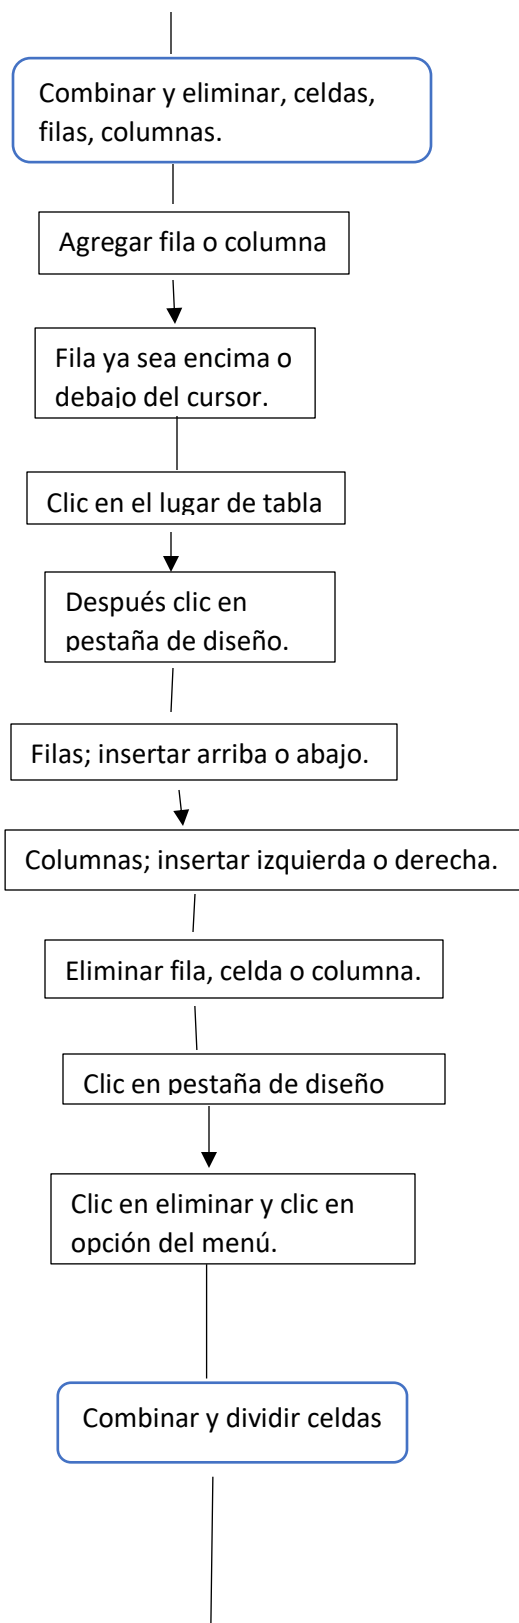 Combinar y eliminar, celdas,
filas, columnas.
Agregar fila o columna
Fila ya sea encima o
debajo del cursor.
Clic en el lugar de tabla
Después clic en
pestaña de diseño.
Filas; insertar arriba o abajo.
Columnas; insertar izquierda o derecha.
Eliminar fila, celda o columna.
Clic en pestaña de diseño
Clic en eliminar y clic en
opción del menú.
Combinar y dividir celdas